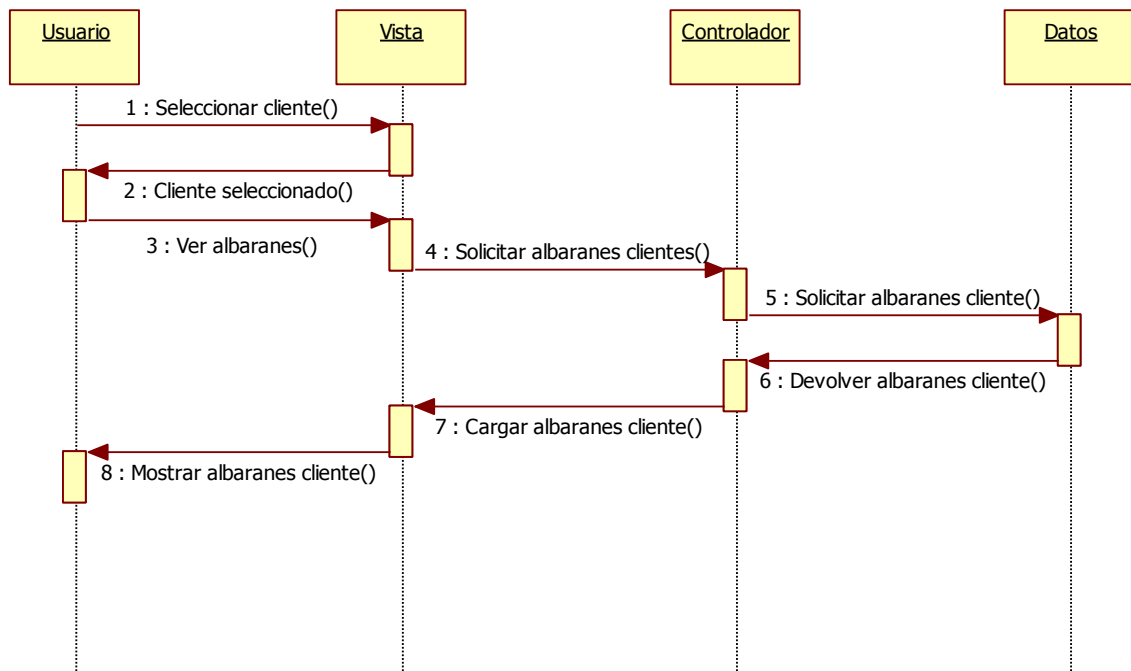 Usuario
Vista
Controlador
Datos
1 : Seleccionar cliente()
2 : Cliente seleccionado()
3 : Ver albaranes()
4 : Solicitar albaranes clientes()
5 : Solicitar albaranes cliente()
6 : Devolver albaranes cliente()
7 : Cargar albaranes cliente()
8 : Mostrar albaranes cliente()